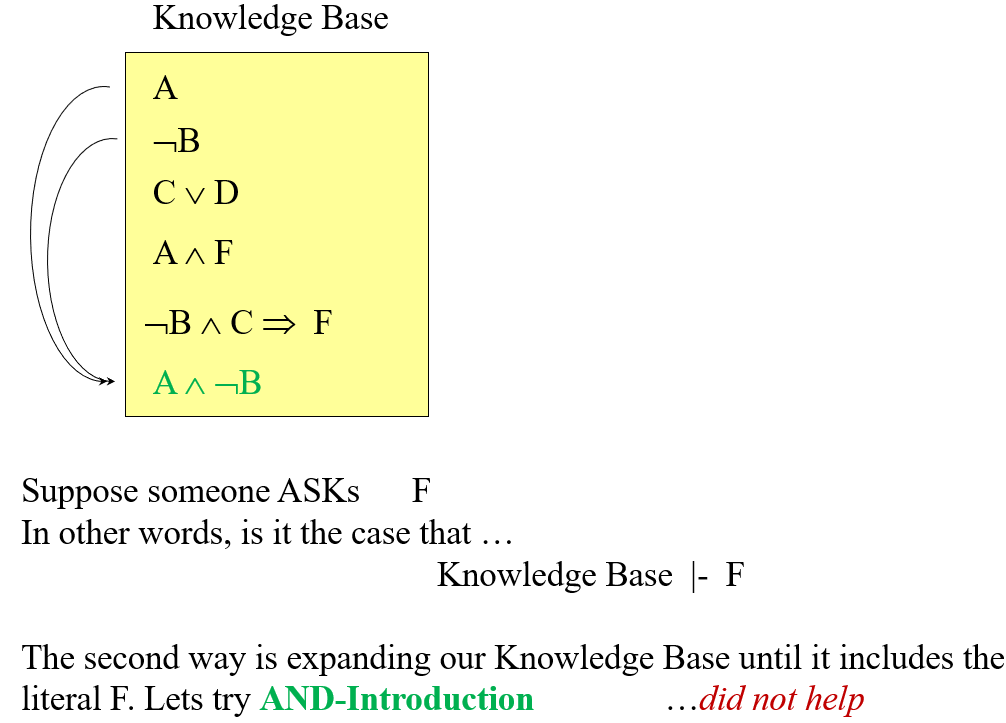 Knowledge Base
A
¬B
C ∨ D
A ∧ F
¬B ∧ C ⇒ F
A ∧ ¬B
Suppose someone ASKs F
In other words, is it the case that …
Knowledge Base |- F
The second way is expanding our Knowledge Base until it includes the
literal F. Lets try AND-Introduction …did not help